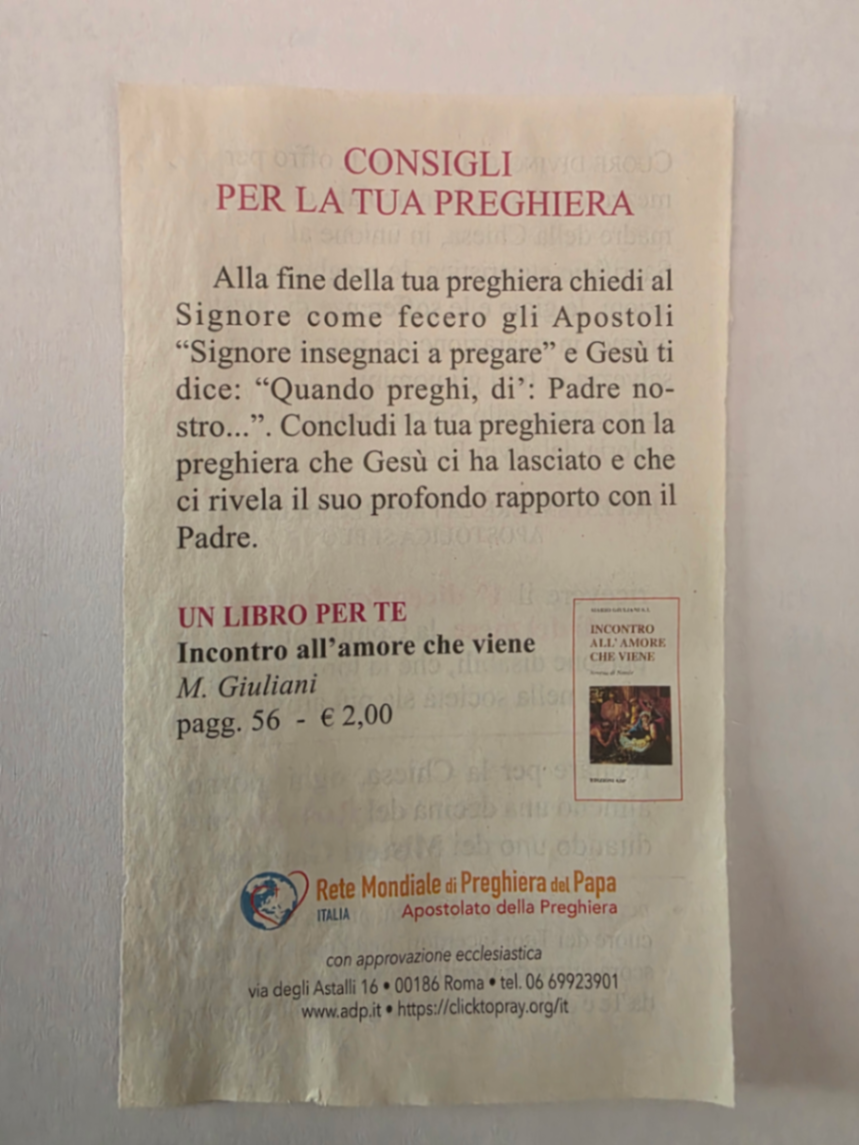 CONSIGLI
PER LA TUA PREGHIERA
Alla fine della tua preghiera chiedi al
Signore come fecero gli Apostoli
“Signore insegnaci a pregare” e Gesù ti
dice: “Quando preghi, di’: Padre no-
stro...”. Concludi la tua preghiera con la
preghiera che Gesù ci ha lasciato e che
ci rivela il suo profondo rapporto con il
Padre.
UN LIBRO PER TE
Incontro all’amore che viene
M. Giuliani
pagg. 56 - € 2,00
INCONTRO
ALL’AMORE
CHE VIENE
Rete Mondiale di Preghiera del Papa
ITALIA Apostolato della Preghiera
con approvazione ecclesiastica
via degli Astalli 16 • 00186 Roma • tel. 06 69923901
www.adp.it • https://clicktopray.org/it